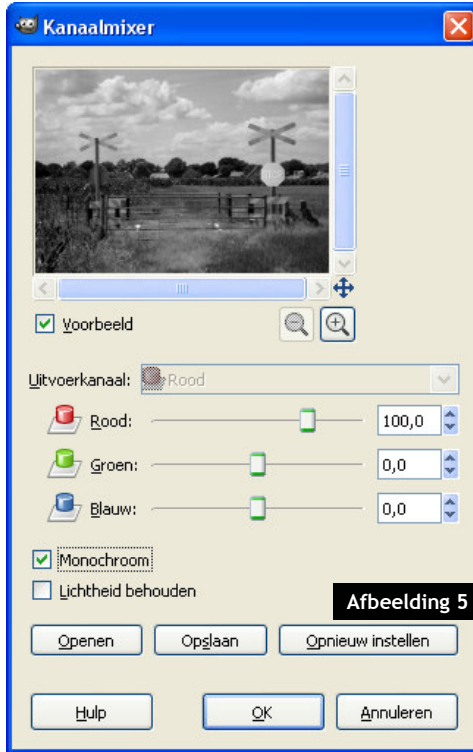 Kanaalmixer
Voorbeeld
Uitvoerkanaal: Rood
Rood: 100,0
Groen: 0,0
Blauw: 0,0
Monochroom
Lichtheid behouden
Afbeelding 5
Openen Opslaan Opnieuw instellen
Hulp OK Annuleren